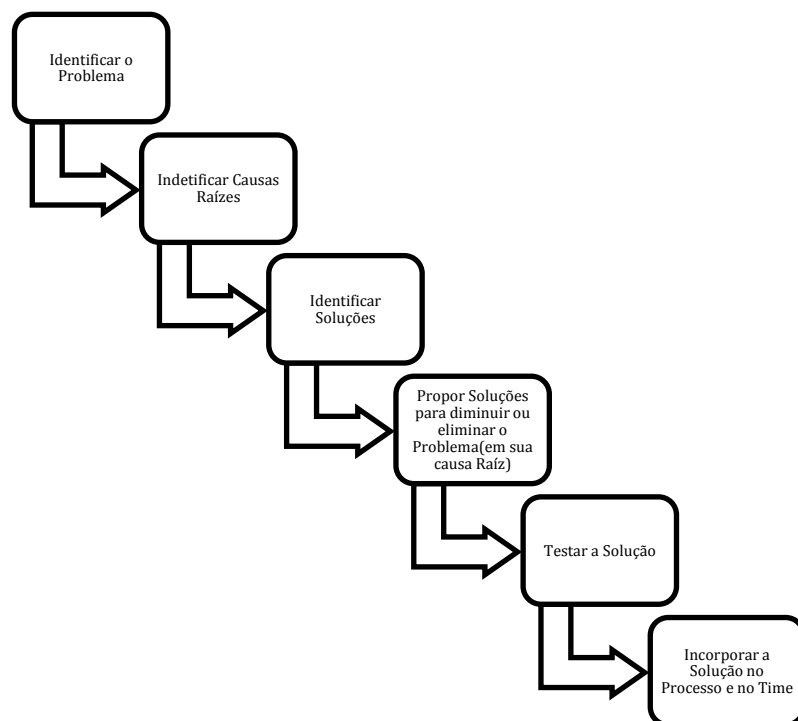 Identificar o
Problema
Indetificar Causas
Raízes
Identificar
Soluções
Propor Soluções
para diminuir ou
eliminar o
Problema(em sua
causa Raíz)
Testar a Solução
Incorporar a
Solução no
Processo e no Time